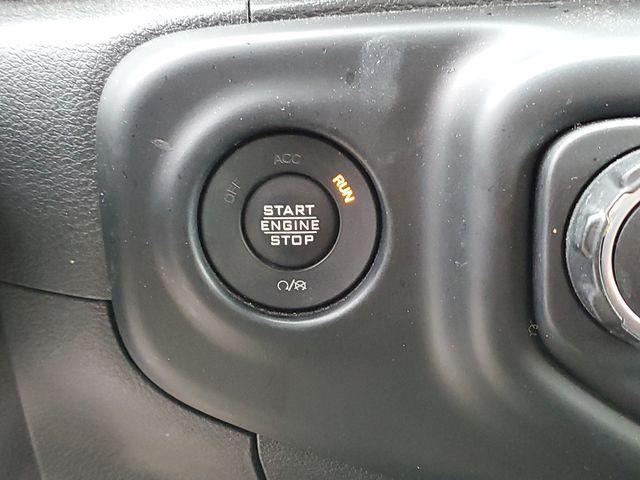 ACC
OFF
RUN
START
ENGINE
STOP